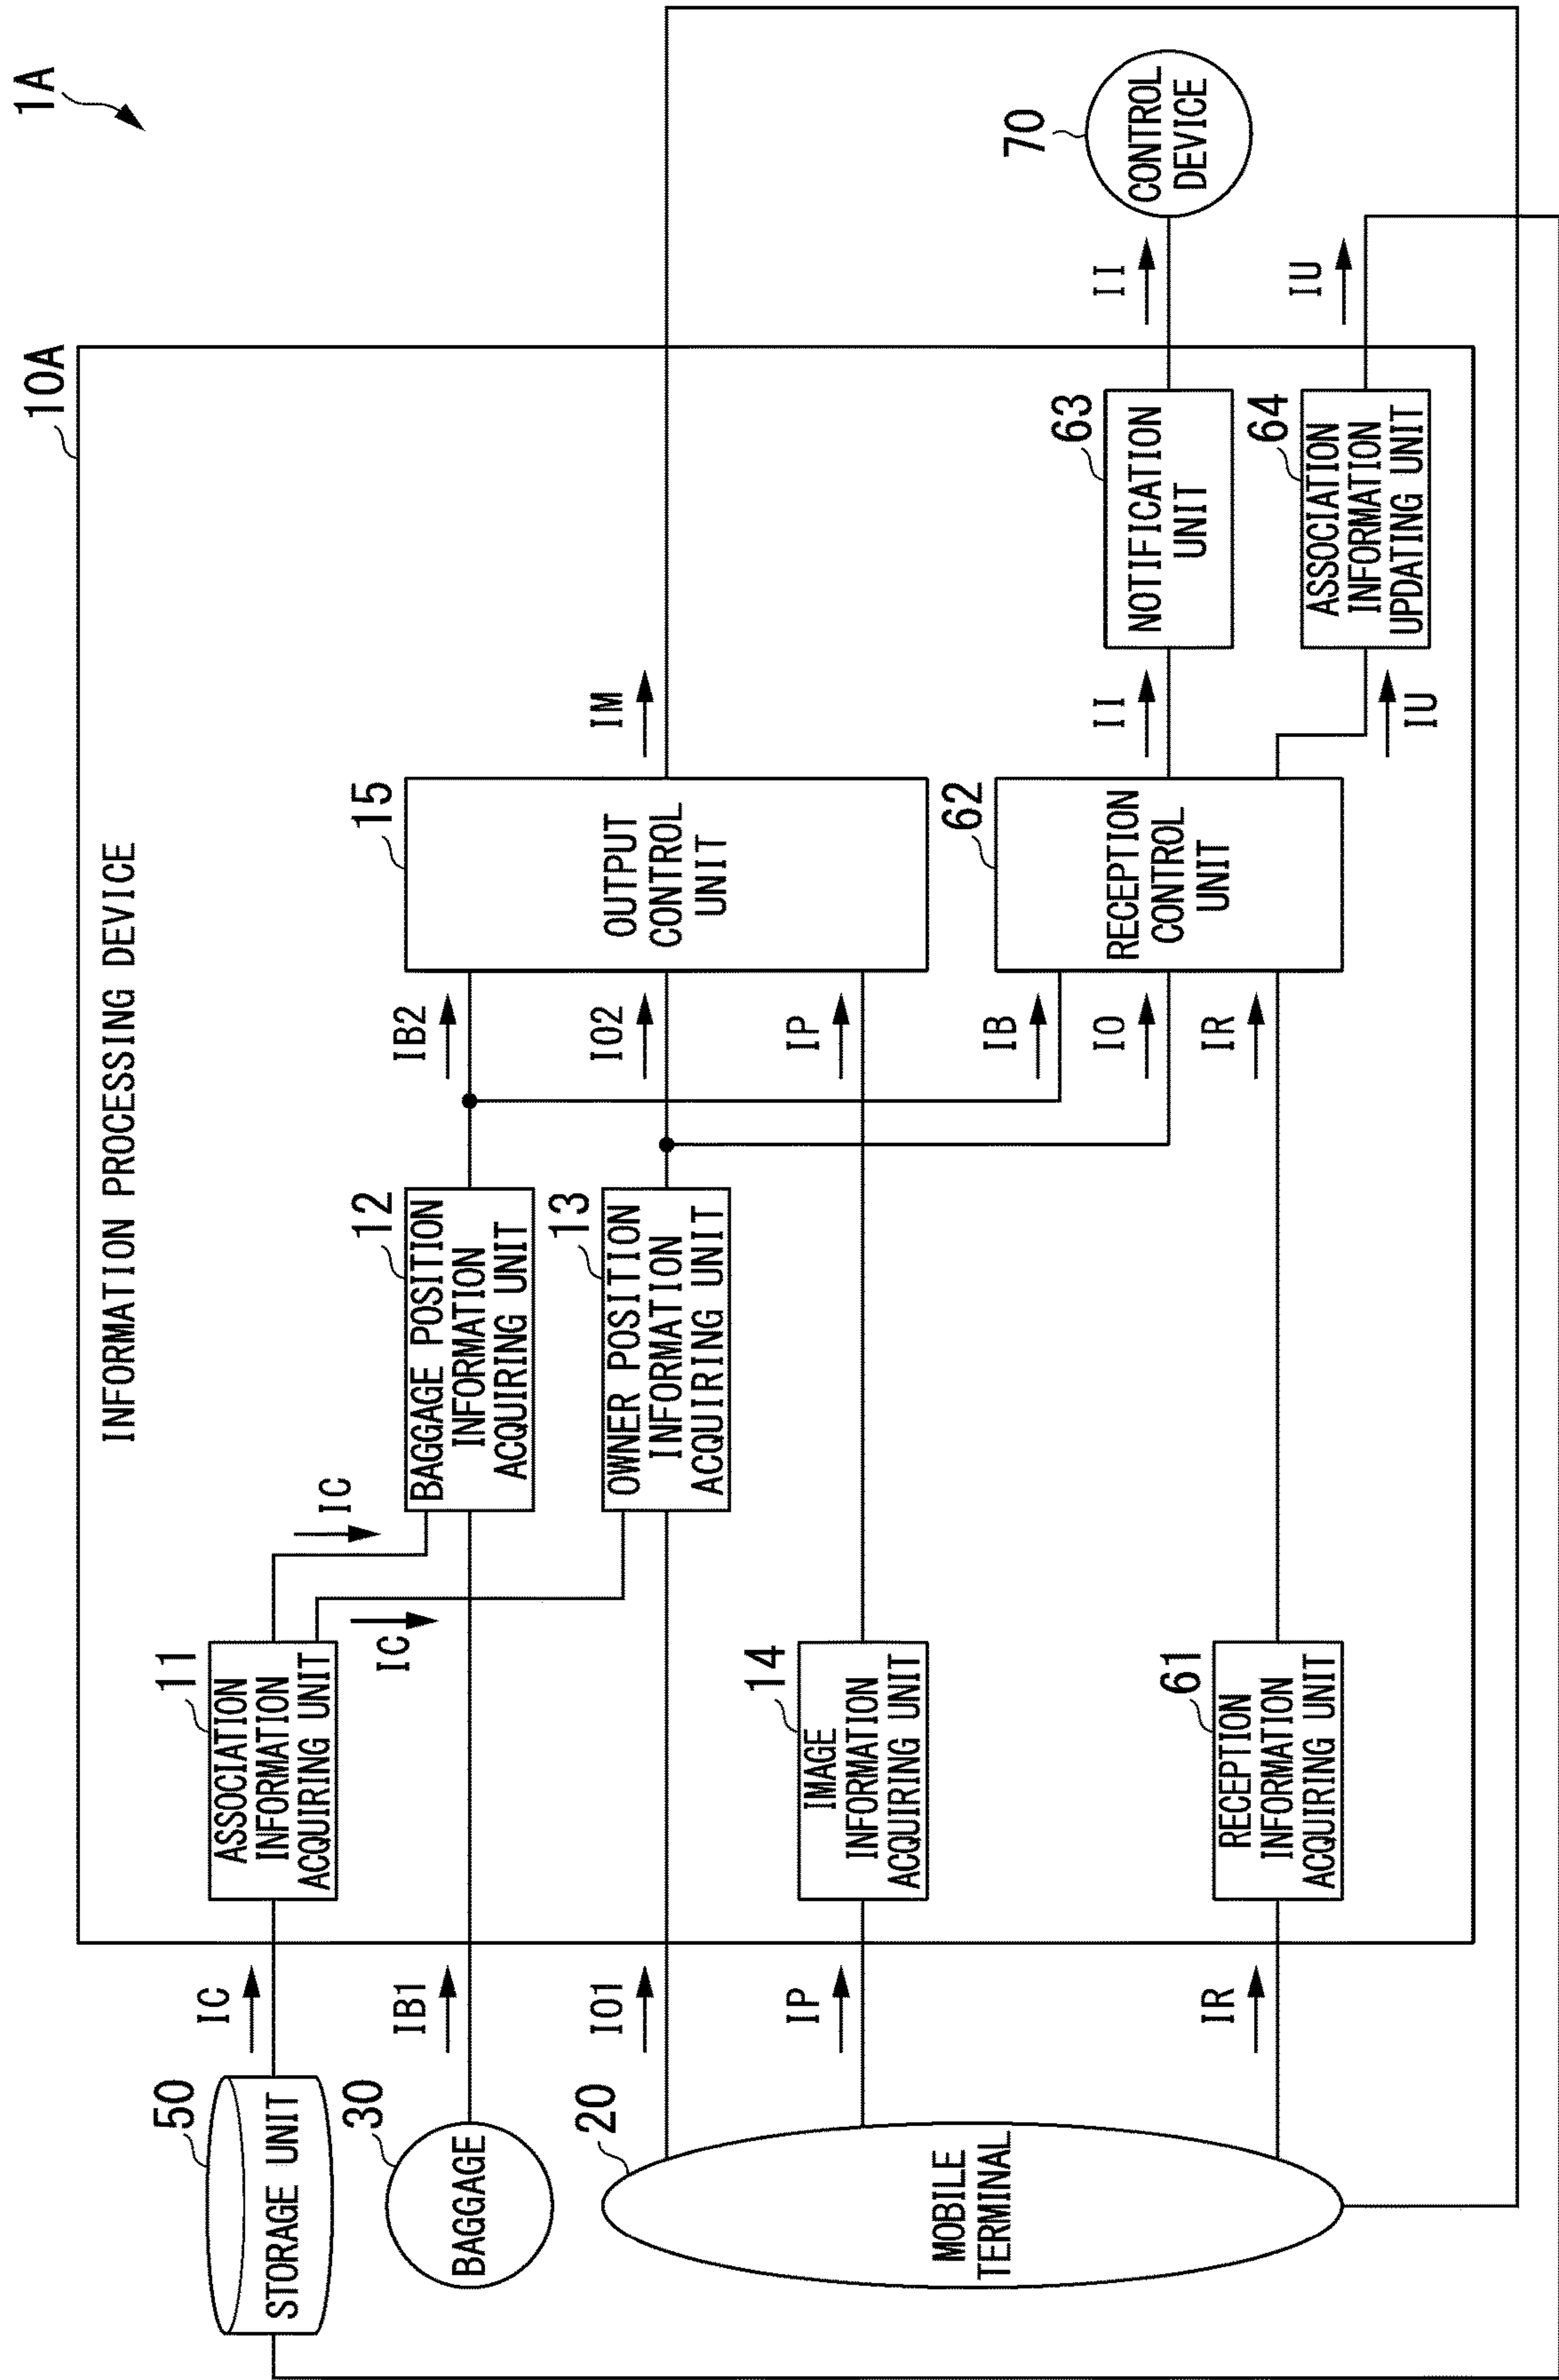 1A
10A
INFORMATION PROCESSING DEVICE
50
STORAGE UNIT
IC
11
ASSOCIATION
INFORMATION
ACQUIRING UNIT
IC
IC
30
BAGGAGE
IB1
12
BAGGAGE POSITION
INFORMATION
ACQUIRING UNIT
IB2
20
MOBILE
TERMINAL
IO1
13
OWNER POSITION
INFORMATION
ACQUIRING UNIT
IO2
15
OUTPUT
CONTROL
UNIT
IM
IP
14
IMAGE
INFORMATION
ACQUIRING UNIT
IP
IR
61
RECEPTION
INFORMATION
ACQUIRING UNIT
IB
IO
IR
62
RECEPTION
CONTROL
UNIT
II
63
NOTIFICATION
UNIT
II
70
CONTROL
DEVICE
IU
64
ASSOCIATION
INFORMATION
UPDATING UNIT
IU